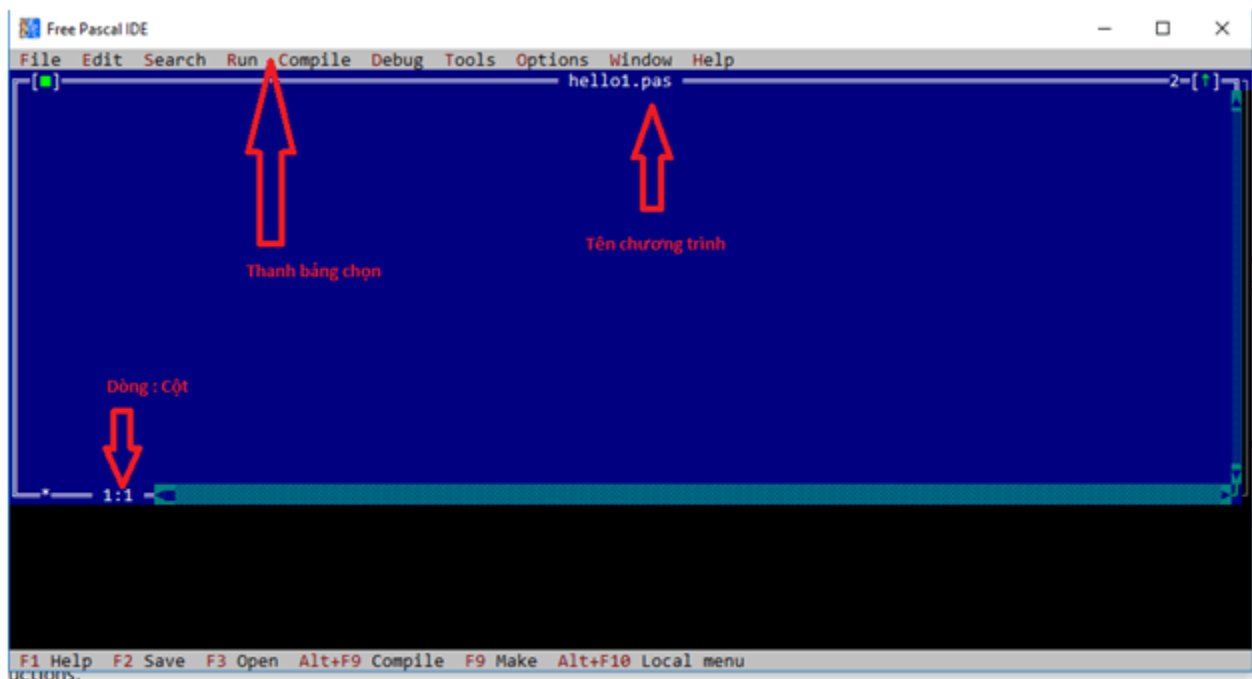 Free Pascal IDE
File Edit Search Run Compile Debug Tools Options Window Help
hello1.pas 2-[↑]
Tên chương trình
Thanh bảng chọn
Dòng : Cột
* 1:1
F1 Help F2 Save F3 Open Alt+F9 Compile F9 Make Alt+F10 Local menu